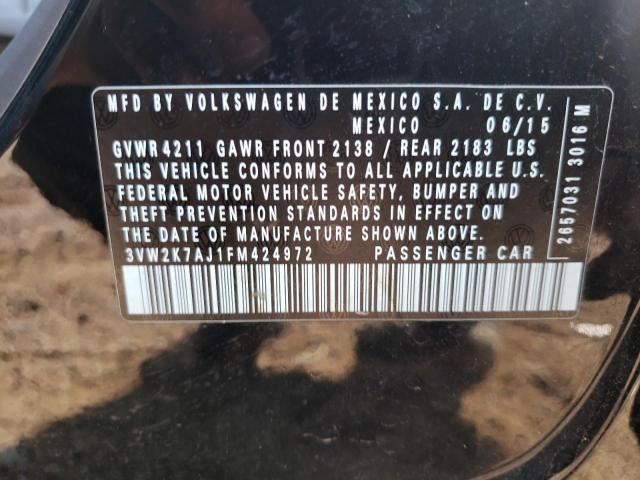 MFD BY VOLKSWAGEN DE MEXICO S.A. DE C.V.
MEXICO 06/15
GVWR 4211 GAWR FRONT 2138 / REAR 2183 LBS
THIS VEHICLE CONFORMS TO ALL APPLICABLE U.S.
FEDERAL MOTOR VEHICLE SAFETY, BUMPER AND
THEFT PREVENTION STANDARDS IN EFFECT ON
THE DATE OF MANUFACTURE SHOWN ABOVE.
3VW2K7AJ1FM424972 PASSENGER CAR
2657031 3016 M